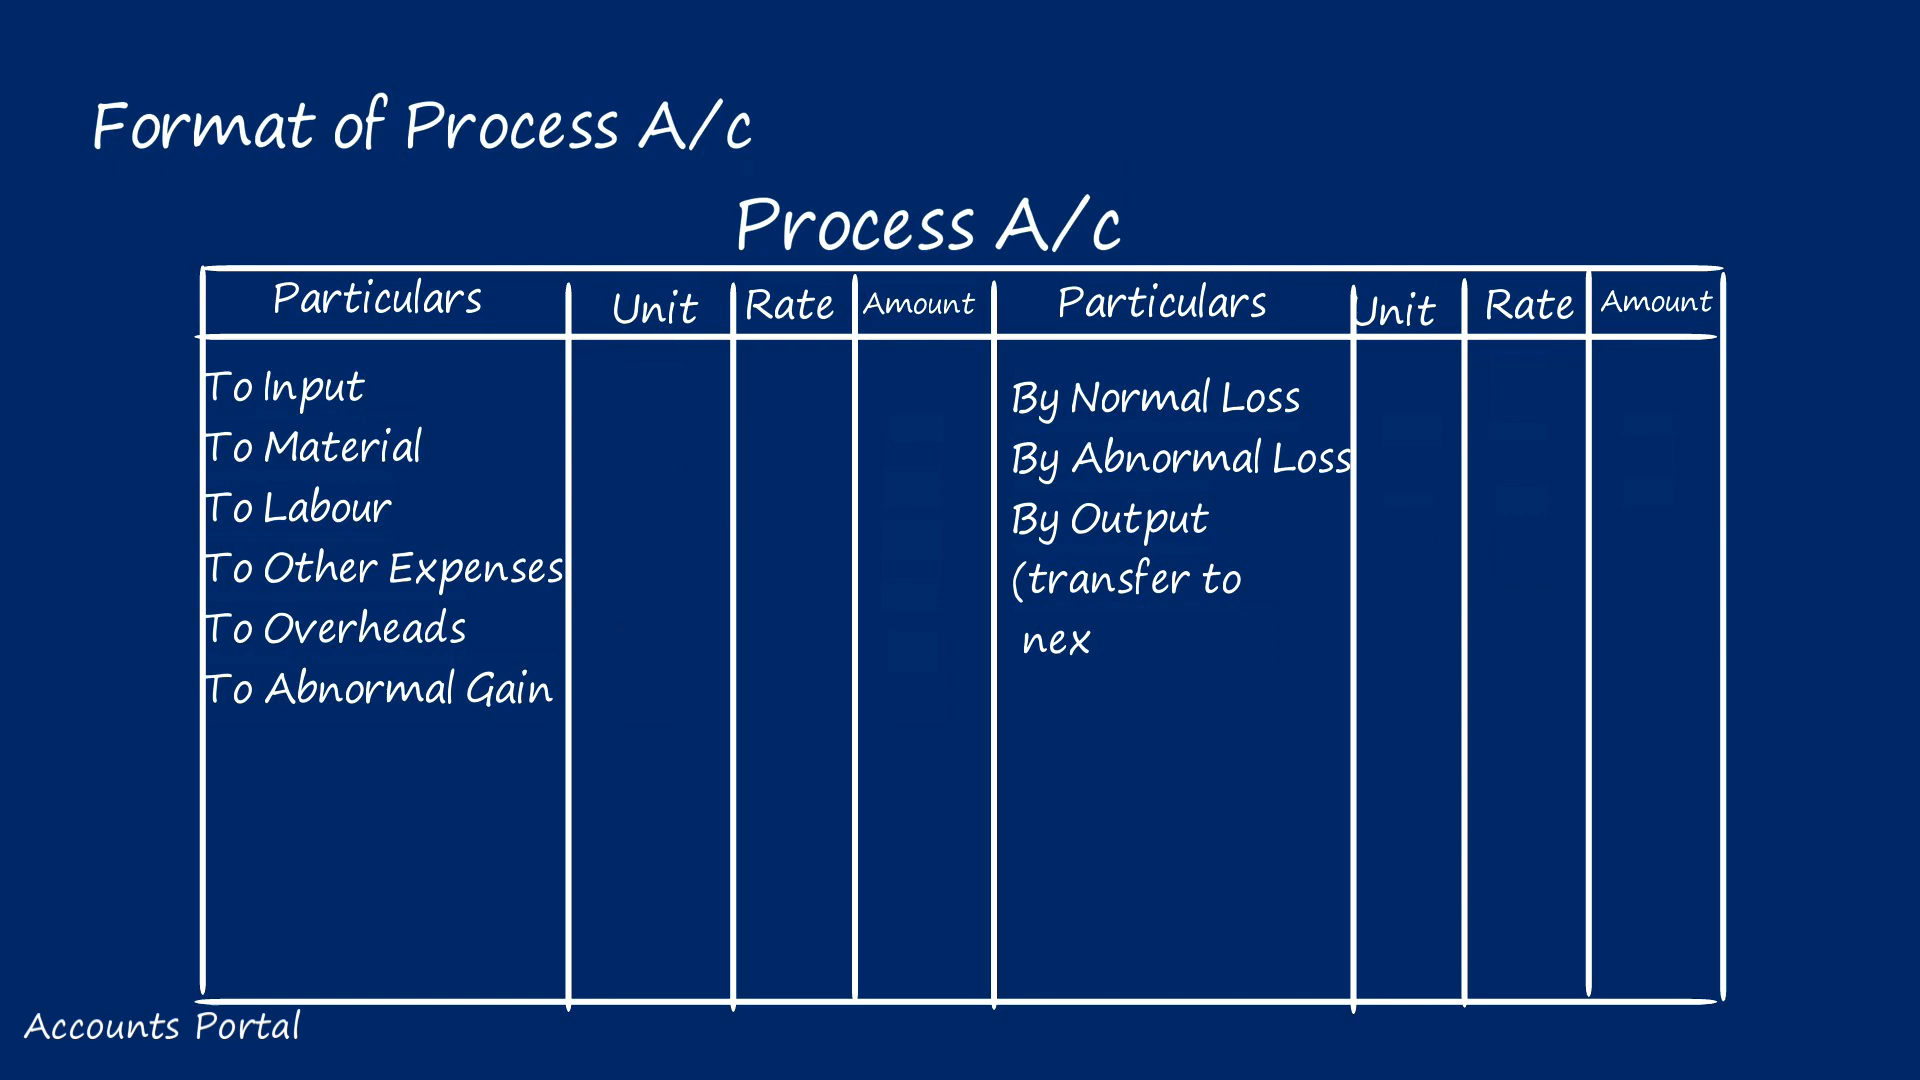 Format of Process A/c
Process A/c
Particulars Unit Rate Amount Particulars Unit Rate Amount
To Input
To Material
To Labour
To Other Expenses
To Overheads
To Abnormal Gain
By Normal Loss
By Abnormal Loss
By Output
(transfer to
nex
Accounts Portal